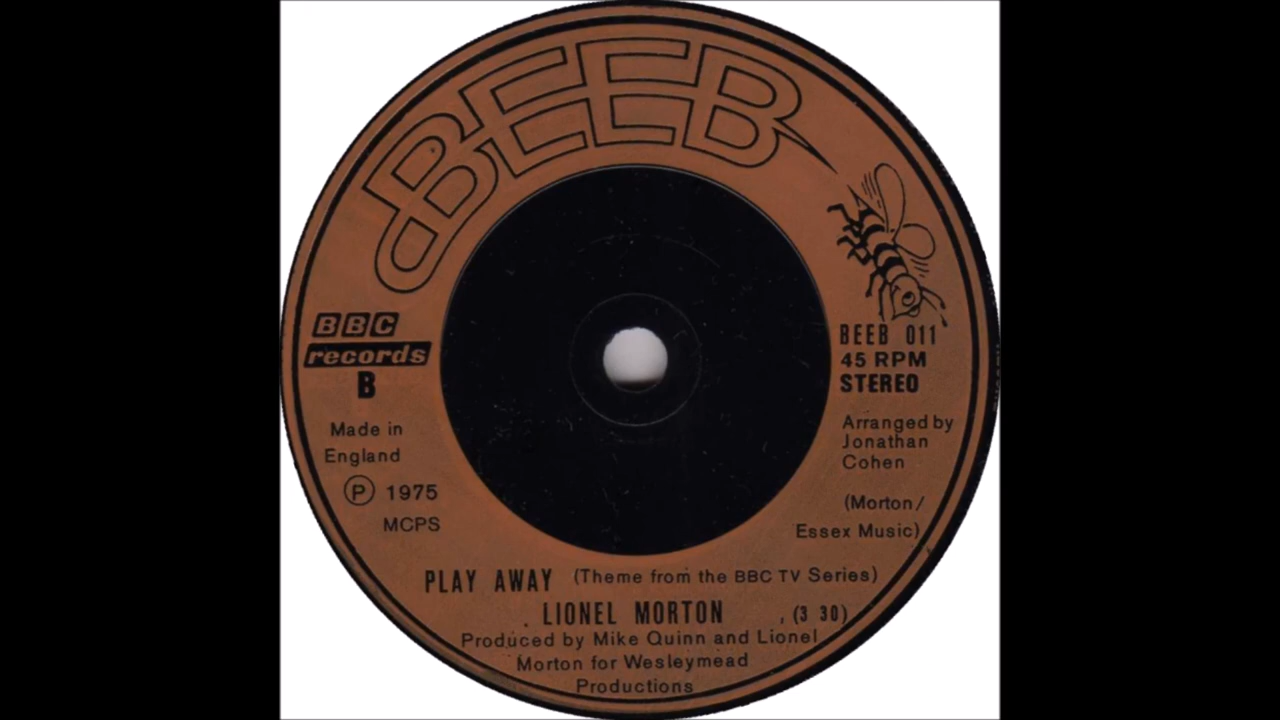 BEEB
BBC
records
B
Made in
England
Ⓟ 1975
MCPS
BEEB 011
45 RPM
STEREO
Arranged by
Jonathan
Cohen
(Morton/
Essex Music)
PLAY AWAY (Theme from the BBC TV Series)
LIONEL MORTON (3 30)
Produced by Mike Quinn and Lionel
Morton for Wesleymead
Productions